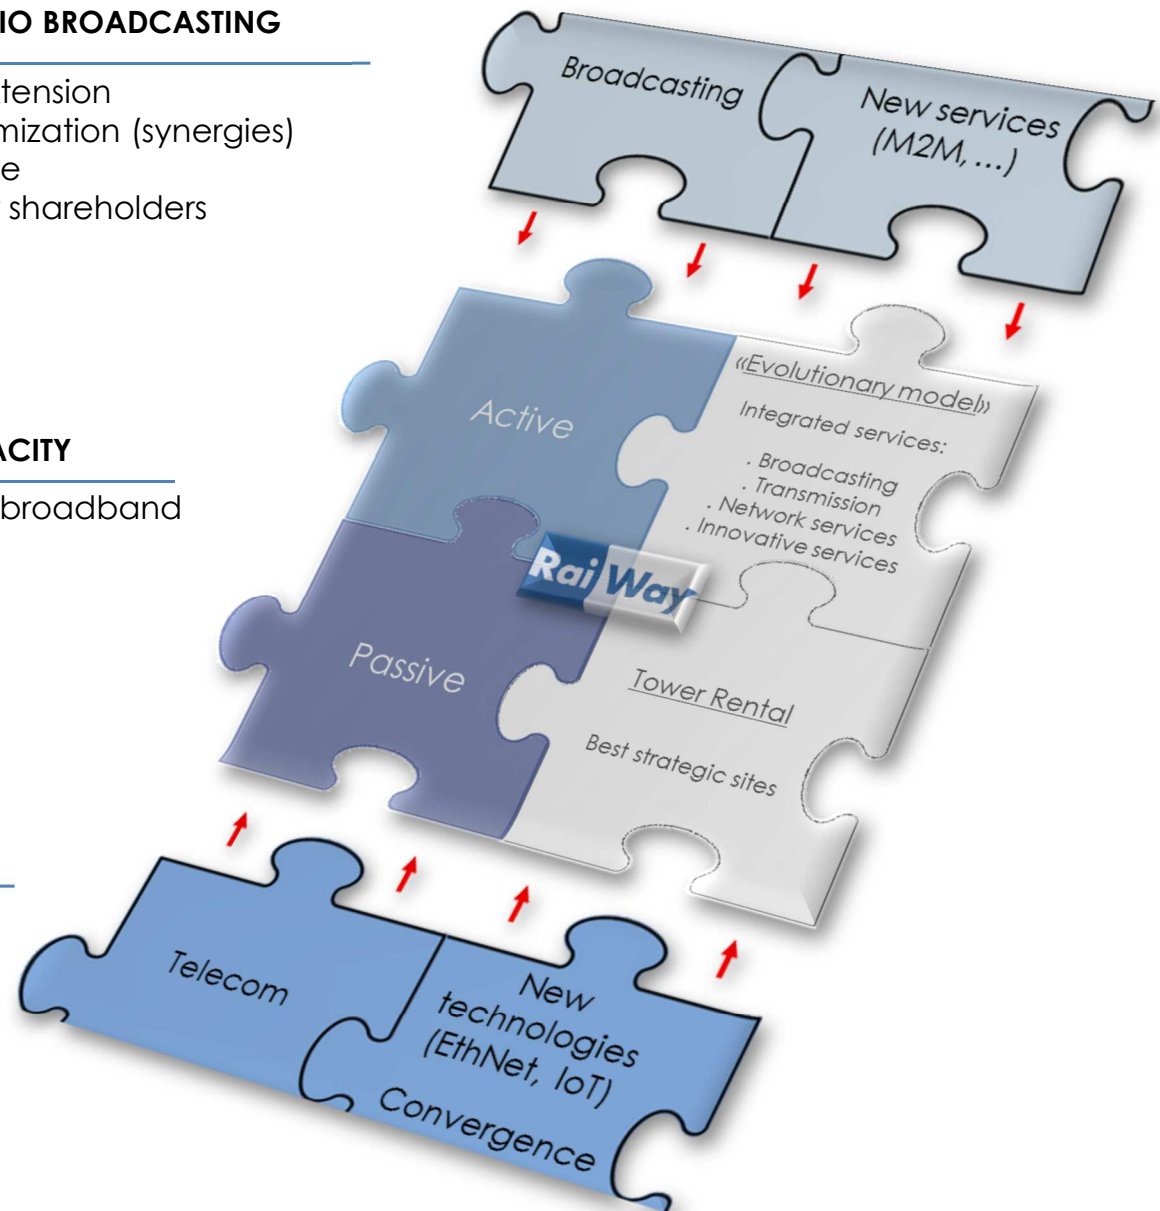 IO BROADCASTING
tension
mization (synergies)
e
shareholders
ACITY
broadband
Broadcasting
New services
(M2M, ...)
Active
«Evolutionary model»
Integrated services:
. Broadcasting
. Transmission
. Network services
. Innovative services
Rai Way
Passive
Tower Rental
Best strategic sites
Telecom
New
technologies
(EthNet, IoT)
Convergence